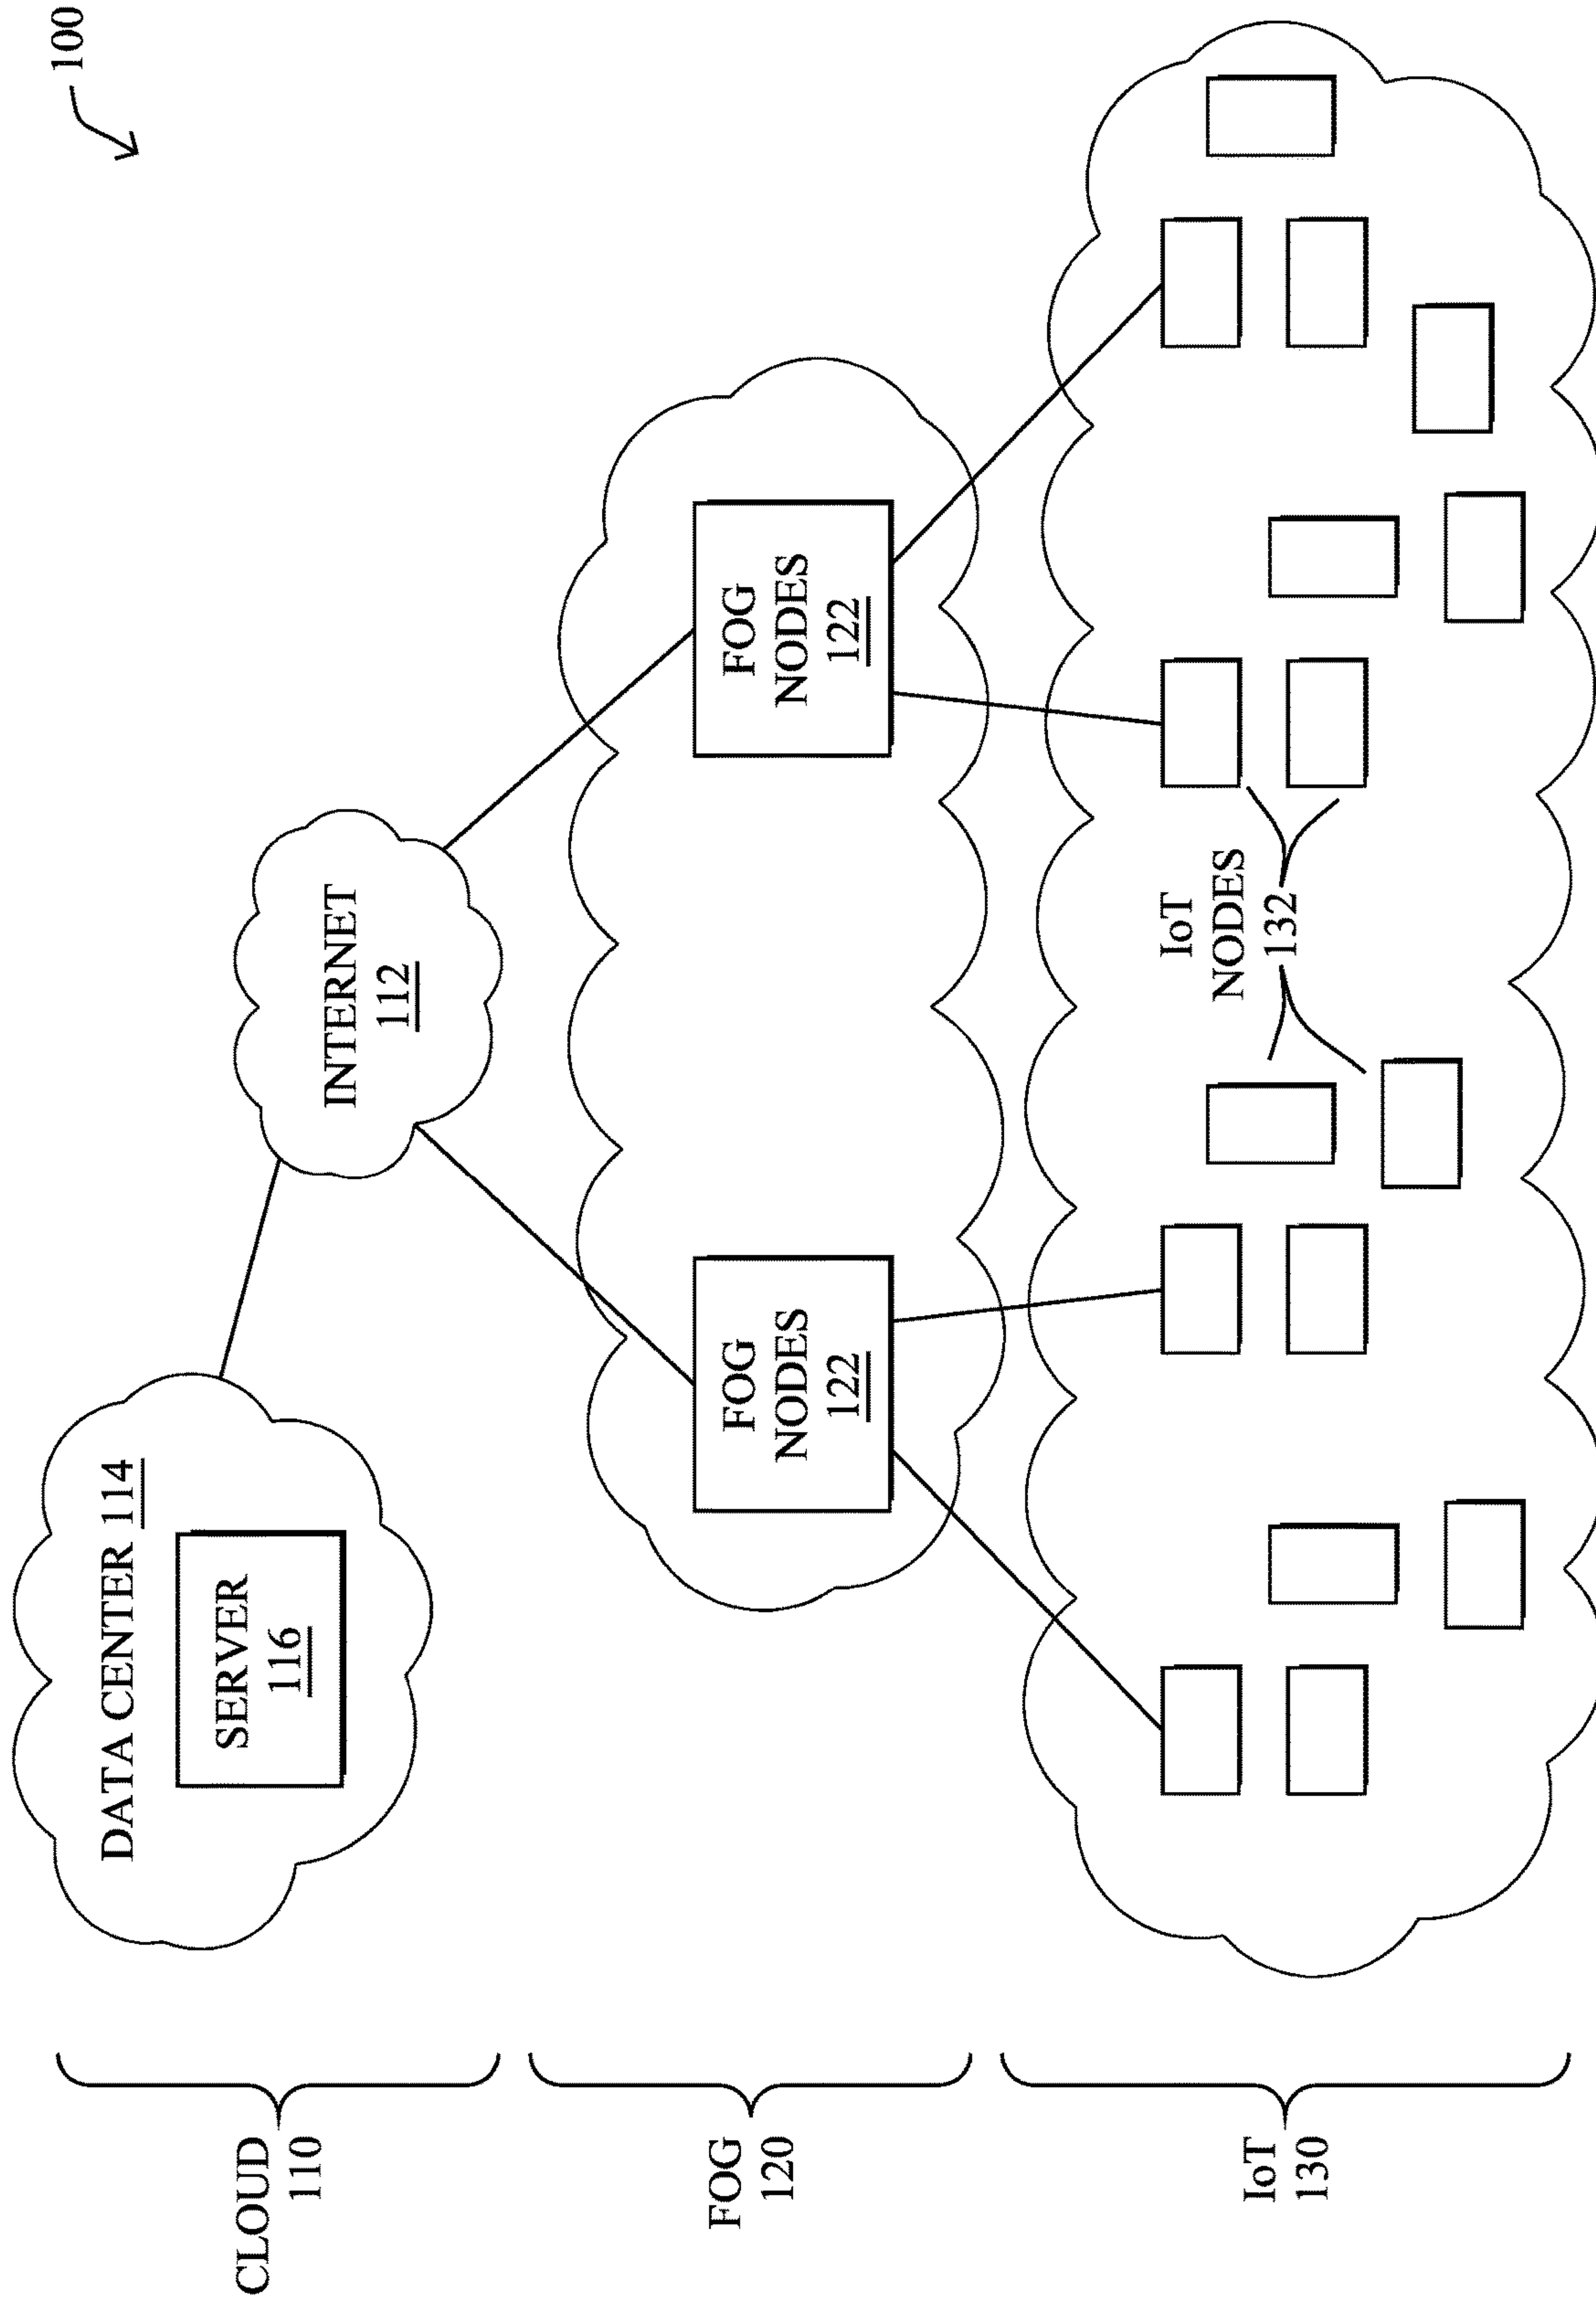 100
CLOUD
110
DATA CENTER 114
SERVER
116
INTERNET
112
FOG
120
FOG
NODES
122
FOG
NODES
122
IoT
130
IoT
NODES
132